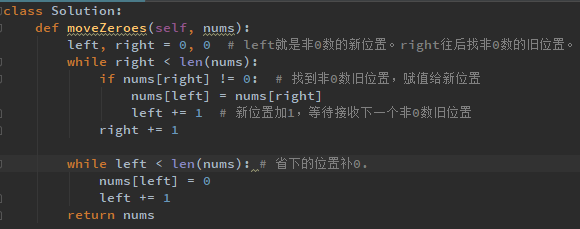 class Solution:
    def moveZeroes(self, nums):
        left, right = 0, 0  # left就是非0数的新位置。right往后找非0数的旧位置。
        while right < len(nums):
            if nums[right] != 0:  # 找到非0数旧位置，赋值给新位置
                nums[left] = nums[right]
                left += 1  # 新位置加1，等待接收下一个非0数旧位置
            right += 1

        while left < len(nums): # 省下的位置补0.
            nums[left] = 0
            left += 1
        return nums